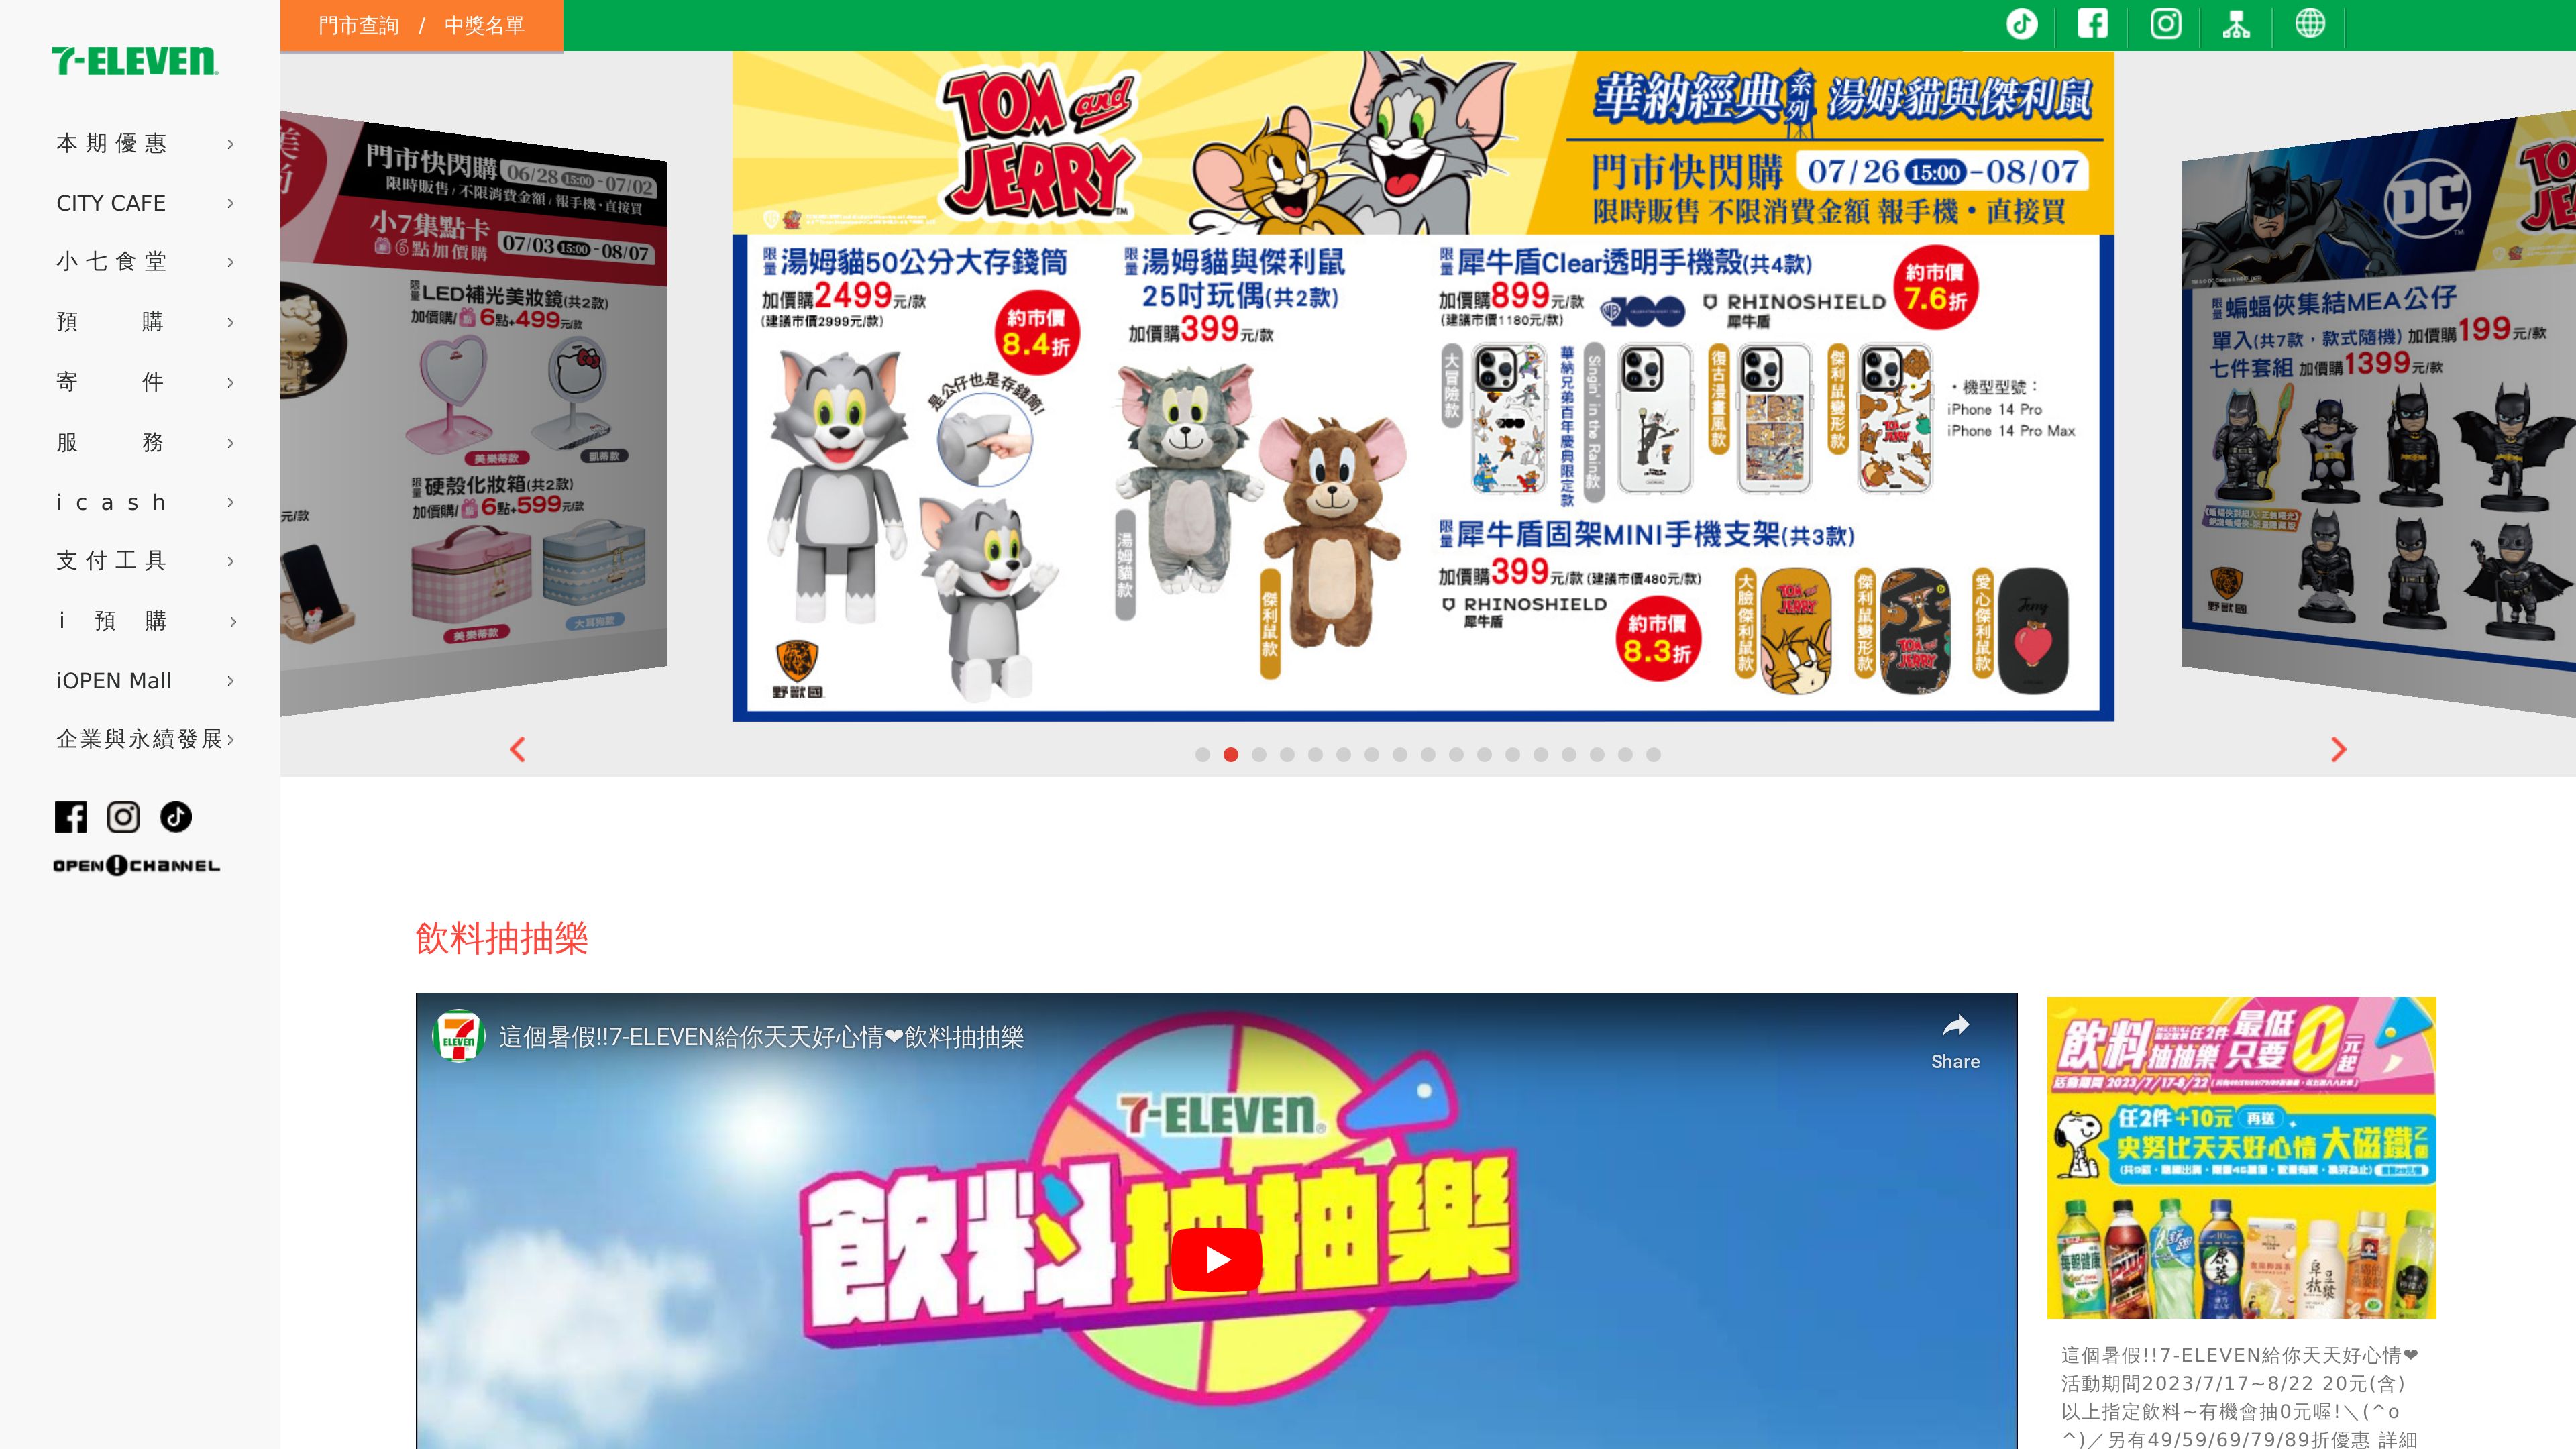 門市查詢 / 中獎名單
7-ELEVEN
本期優惠
CITY CAFE
小七食堂
預購
寄件
服務
icash
支付工具
i預購
iOPEN Mall
企業與永續發展
OPEN!CHANNEL
門市快閃購 06/28 15:00-07/02
限時販售/不限消費金額/報手機・直接買
小7集點卡
6點加價購 07/03 15:00-08/07
限量 LED補光美妝鏡(共2款)
加價購/ 6點+499元/款
美樂蒂款
凱蒂款
限量 硬殼化妝箱(共2款)
加價購/ 6點+599元/款
元/款
美樂蒂款
大耳狗款
TOM and JERRY TM
華納經典系列 湯姆貓與傑利鼠
門市快閃購 07/26 15:00-08/07
限時販售 不限消費金額 報手機・直接買
限量 湯姆貓50公分大存錢筒
加價購2499元/款
(建議市價2999元/款)
約市價
8.4折
是公仔也是存錢筒!
野獸國
限量 湯姆貓與傑利鼠
25吋玩偶(共2款)
加價購399元/款
湯姆貓款
傑利鼠款
限量 犀牛盾Clear透明手機殼(共4款)
加價購899元/款
(建議市價1180元/款)
WB 100
RHINOSHIELD
犀牛盾
約市價
7.6折
大冒險款
華納兄弟百年慶典限定款
Singin' in the Rain款
復古漫畫風款
傑利鼠變形款
・機型型號：
iPhone 14 Pro
iPhone 14 Pro Max
限量 犀牛盾固架MINI手機支架(共3款)
加價購399元/款 (建議市價480元/款)
RHINOSHIELD
犀牛盾
約市價
8.3折
大臉傑利鼠款
傑利鼠變形款
愛心傑利鼠款
DC
限量 蝙蝠俠集結MEA公仔
單入(共7款，款式隨機) 加價購199元/款
七件套組 加價購1399元/款
野獸國
飲料抽抽樂
這個暑假!!7-ELEVEN給你天天好心情❤飲料抽抽樂
Share
7-ELEVEN
飲料抽抽樂
飲料抽抽樂 任2件 最低只要0元起
活動期間 2023/7/17-8/22
任2件+10元 再送
史努比天天好心情 大磁鐵乙個
這個暑假!!7-ELEVEN給你天天好心情❤
活動期間2023/7/17~8/22 20元(含)
以上指定飲料~有機會抽0元喔!＼(^o
^)／另有49/59/69/79/89折優惠 詳細